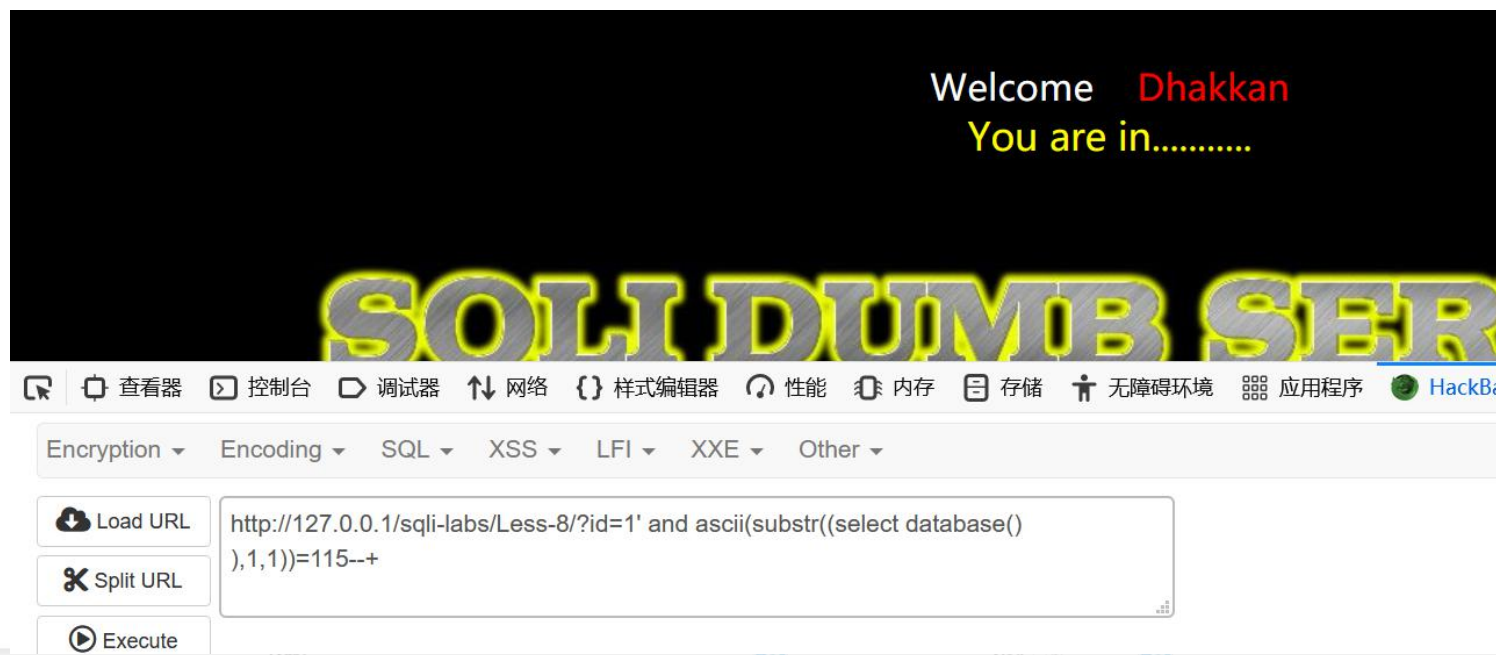 Welcome Dhakkan
You are in...........
SQLI DUMB SER
查看器 控制台 调试器 网络 样式编辑器 性能 内存 存储 无障碍环境 应用程序 HackBa
Encryption Encoding SQL XSS LFI XXE Other
Load URL
http://127.0.0.1/sqli-labs/Less-8/?id=1' and ascii(substr((select database()
),1,1))=115--+
Split URL
Execute